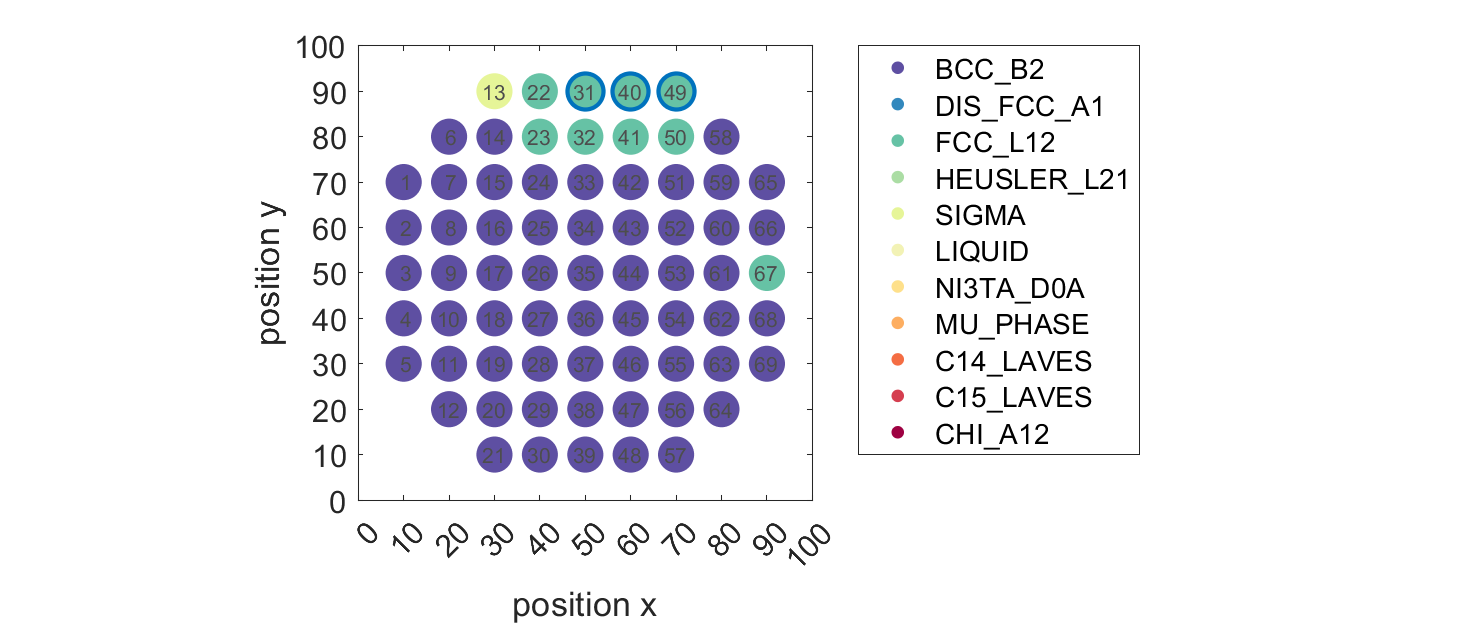 100
90
80
70
60
50
40
30
20
10
0
position y
13 22 31 40 49
6 14 23 32 41 50 58
1 7 15 24 33 42 51 59 65
2 8 16 25 34 43 52 60 66
3 9 17 26 35 44 53 61 67
4 10 18 27 36 45 54 62 68
5 11 19 28 37 46 55 63 69
12 20 29 38 47 56 64
21 30 39 48 57
0 10 20 30 40 50 60 70 80 90 100
position x
BCC_B2
DIS_FCC_A1
FCC_L12
HEUSLER_L21
SIGMA
LIQUID
NI3TA_D0A
MU_PHASE
C14_LAVES
C15_LAVES
CHI_A12